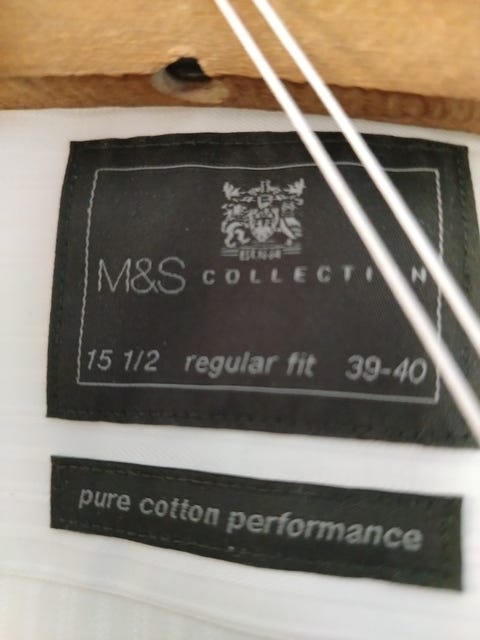 M&S COLLECTION
15 1/2 regular fit 39-40
pure cotton performance